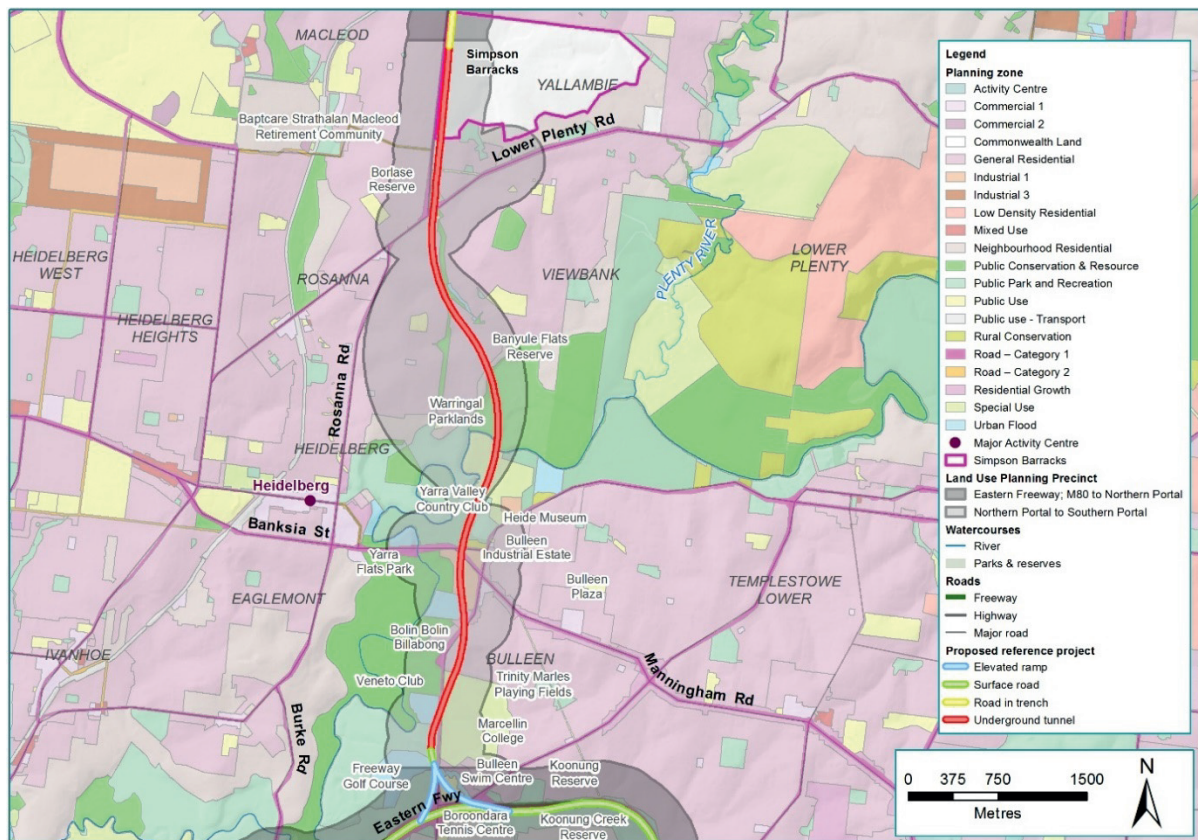 MACLEOD
Simpson
Barracks
YALLAMBIE
Baptcare Strathalan Macleod
Retirement Community
Lower Plenty Rd
Borlase
Reserve
HEIDELBERG
WEST
ROSANNA
VIEWBANK
PLENTY RIVER
LOWER
PLENTY
HEIDELBERG
HEIGHTS
Rosanna Rd
Banyule Flats
Reserve
Warringal
Parklands
HEIDELBERG
Heidelberg
Yarra Valley
Country Club
Heide Museum
Banksia St
Bulleen
Industrial Estate
Yarra
Flats Park
Bulleen
Plaza
TEMPLESTOWE
LOWER
EAGLEMONT
Bolin Bolin
Billabong
IVANHOE
BULLEEN
Trinity Marles
Playing Fields
Veneto Club
Manningham Rd
Burke Rd
Marcellin
College
Freeway
Golf Course
Bulleen
Swim Centre
Koonung
Reserve
Eastern Fwy
Boroondara
Tennis Centre
Koonung Creek
Reserve
Legend
Planning zone
Activity Centre
Commercial 1
Commercial 2
Commonwealth Land
General Residential
Industrial 1
Industrial 3
Low Density Residential
Mixed Use
Neighbourhood Residential
Public Conservation & Resource
Public Park and Recreation
Public Use
Public use - Transport
Rural Conservation
Road – Category 1
Road – Category 2
Residential Growth
Special Use
Urban Flood
Major Activity Centre
Simpson Barracks
Land Use Planning Precinct
Eastern Freeway; M80 to Northern Portal
Northern Portal to Southern Portal
Watercourses
River
Parks & reserves
Roads
Freeway
Highway
Major road
Proposed reference project
Elevated ramp
Surface road
Road in trench
Underground tunnel
0 375 750 1500
Metres
N